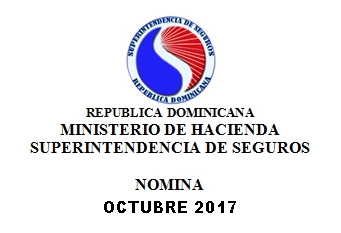 SUPERINTENDENCIA DE SEGUROS
REPUBLICA DOMINICANA
REPUBLICA DOMINICANA
MINISTERIO DE HACIENDA
SUPERINTENDENCIA DE SEGUROS
NOMINA
OCTUBRE 2017